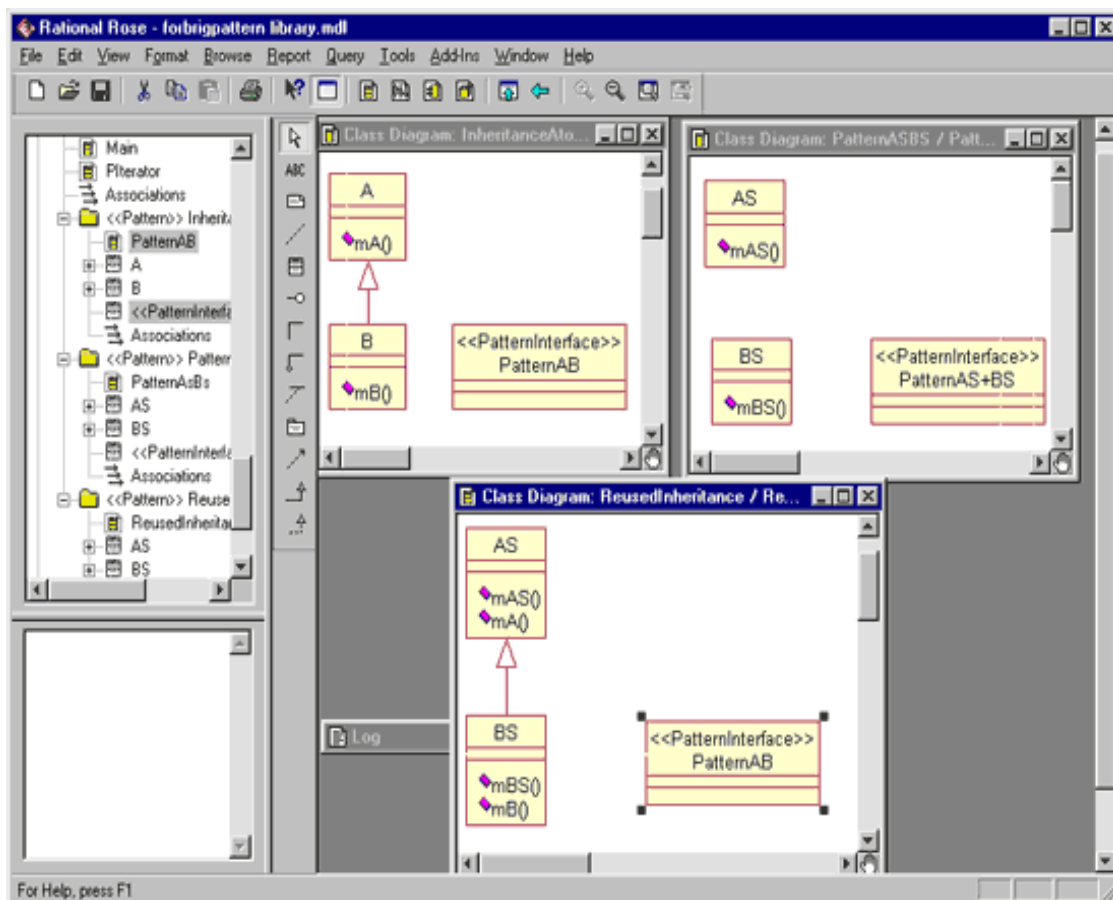 Rational Rose - forbrigpattern library.mdl
File Edit View Format Browse Report Query Tools Add-Ins Window Help
Main
PIterator
Associations
<<Pattern>> Inherita
PatternAB
A
B
<<PatternInterfa
Associations
<<Pattern>> Pattern
PatternAsBs
AS
BS
<<PatternInterfa
Associations
<<Pattern>> Reuse
ReusedInherita
AS
BS
ABC
Class Diagram: InheritanceAto...
A
mA()
B
mB()
<<PatternInterface>>
PatternAB
Class Diagram: PatternASBS / Patt...
AS
mAS()
BS
mBS()
<<PatternInterface>>
PatternAS+BS
Class Diagram: ReusedInheritance / Re...
AS
mAS()
mA()
BS
mBS()
mB()
<<PatternInterface>>
PatternAB
Log
For Help, press F1